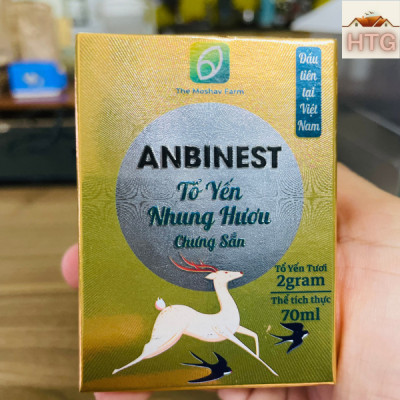 HTG
The Moshav Farm
Đầu
tiên tại
Việt
Nam
ANBINEST
Tổ Yến
Nhung Hươu
Chưng Sẵn
Tổ Yến Tươi
2gram
Thể tích thực
70ml